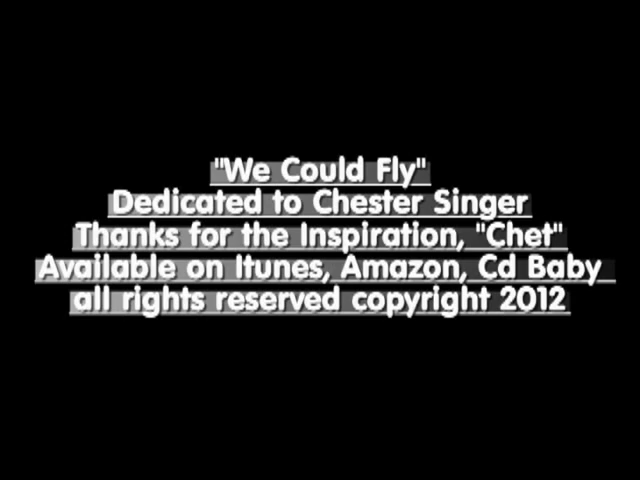 "We Could Fly"
Dedicated to Chester Singer
Thanks for the Inspiration, "Chet"
Available on Itunes, Amazon, Cd Baby
all rights reserved copyright 2012